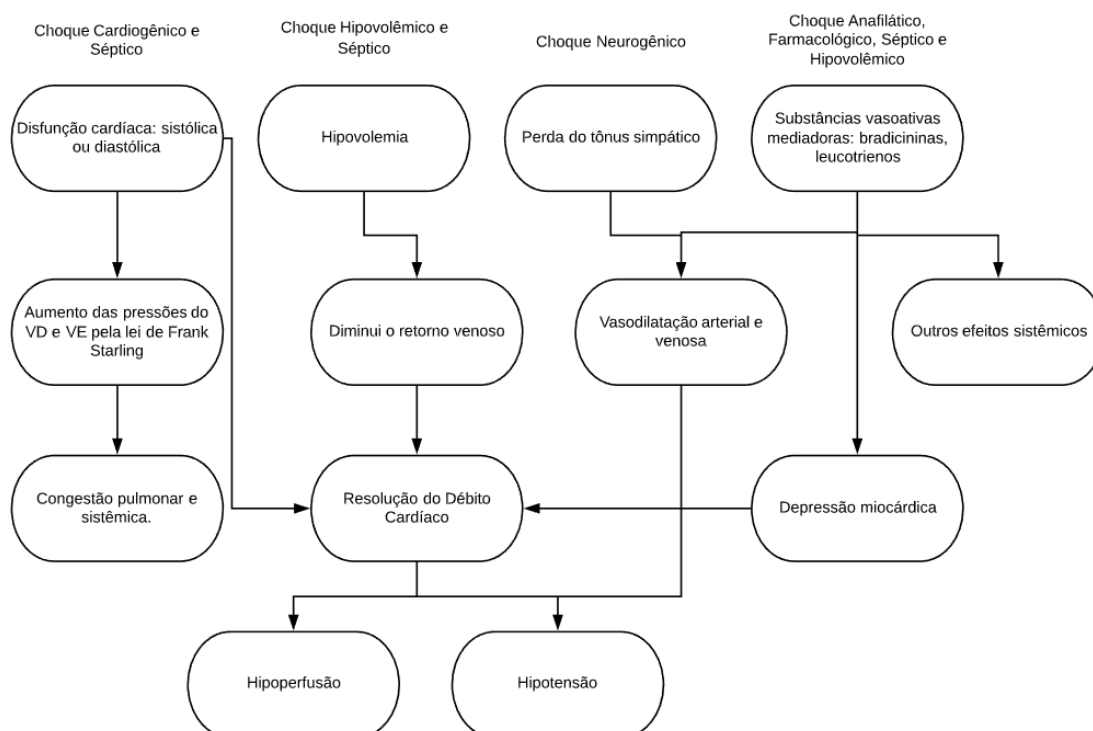 Choque Cardiogênico e
Séptico
Choque Hipovolêmico e
Séptico
Choque Neurogênico
Choque Anafilático,
Farmacológico, Séptico e
Hipovolêmico
Disfunção cardíaca: sistólica
ou diastólica
Hipovolemia
Perda do tônus simpático
Substâncias vasoativas
mediadoras: bradicininas,
leucotrienos
Aumento das pressões do
VD e VE pela lei de Frank
Starling
Diminui o retorno venoso
Vasodilatação arterial e
venosa
Outros efeitos sistêmicos
Congestão pulmonar e
sistêmica.
Resolução do Débito
Cardíaco
Depressão miocárdica
Hipoperfusão
Hipotensão